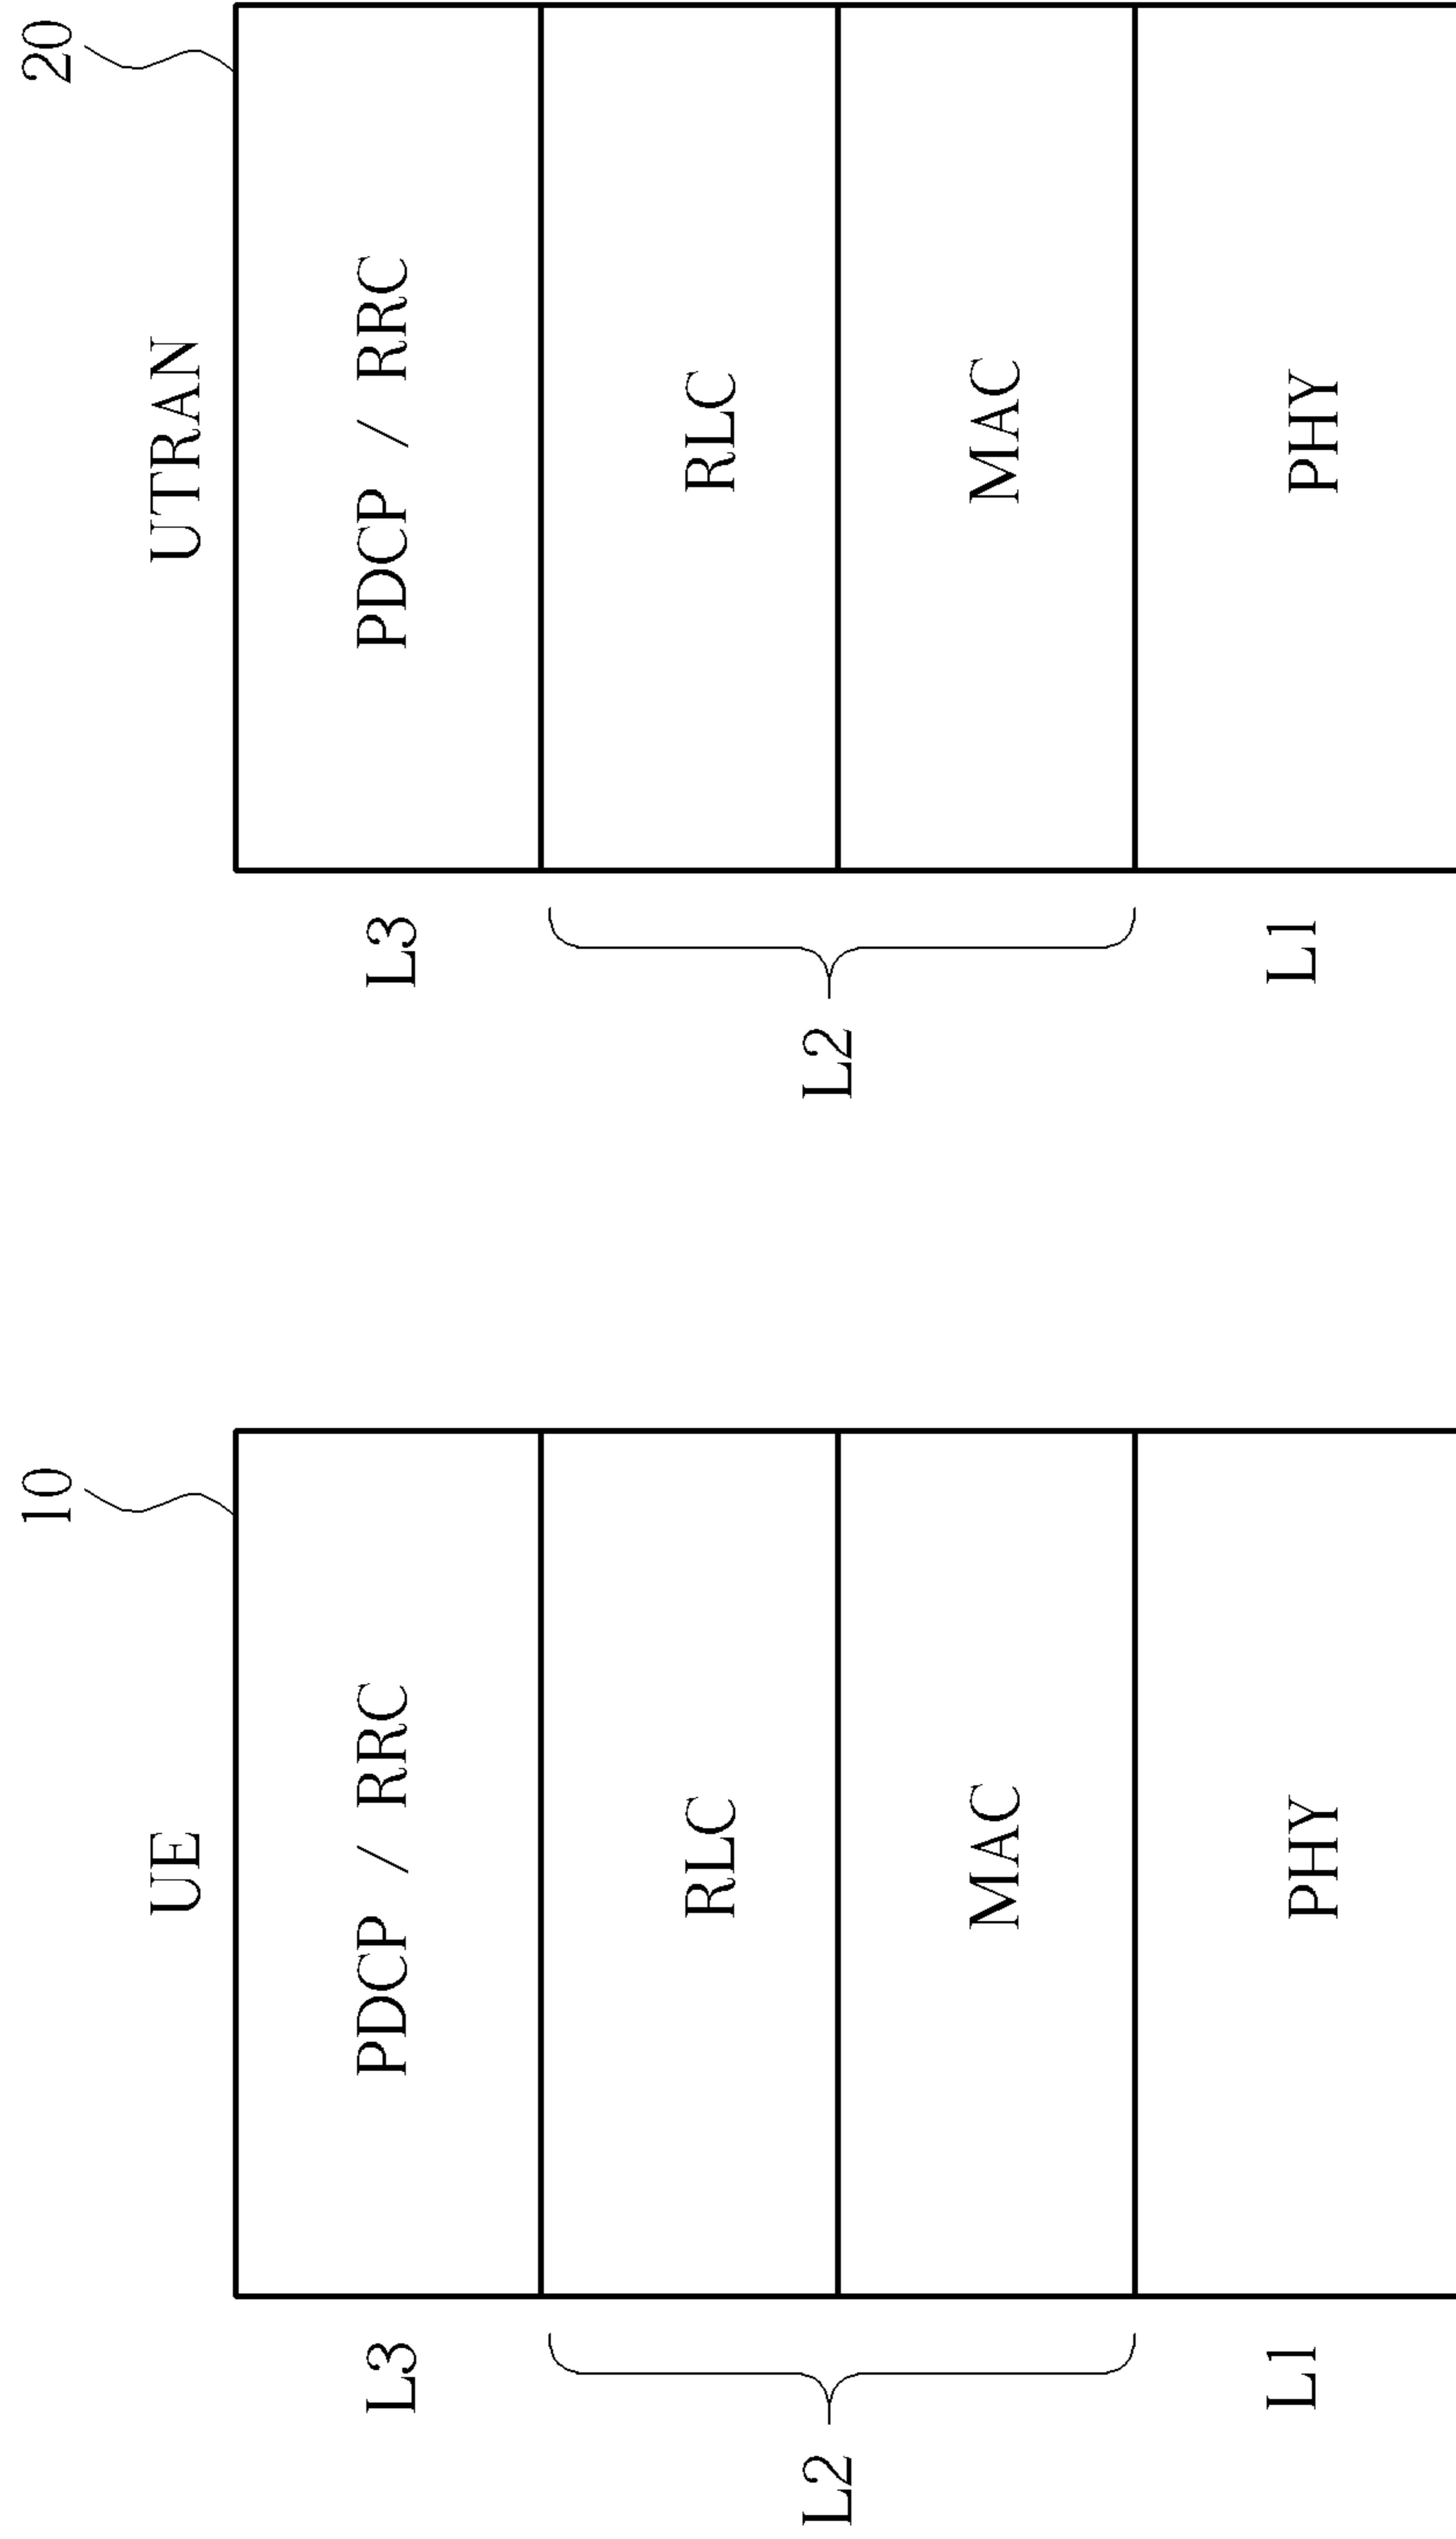 10
UE
L3
PDCP / RRC
L2
RLC
MAC
L1
PHY
20
UTRAN
L3
PDCP / RRC
L2
RLC
MAC
L1
PHY